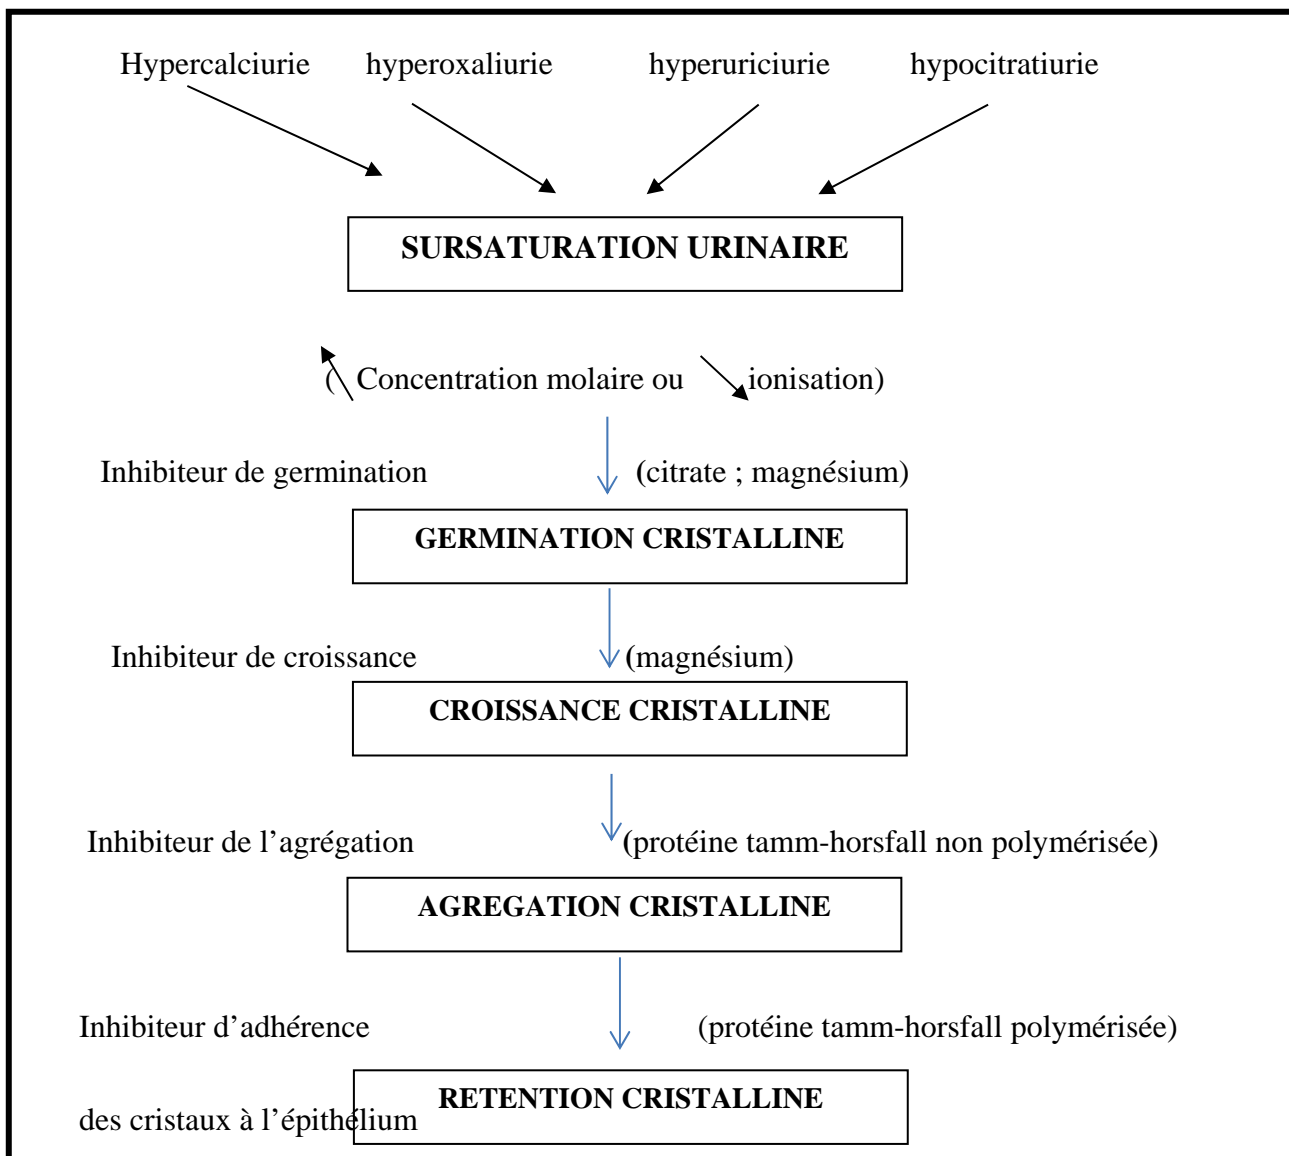 Hypercalciurie hyperoxaliurie hyperuriciurie hypocitratiurie
SURSATURATION URINAIRE
( Concentration molaire ou ionisation)
Inhibiteur de germination (citrate ; magnésium)
GERMINATION CRISTALLINE
Inhibiteur de croissance (magnésium)
CROISSANCE CRISTALLINE
Inhibiteur de l’agrégation (protéine tamm-horsfall non polymérisée)
AGREGATION CRISTALLINE
Inhibiteur d’adhérence (protéine tamm-horsfall polymérisée)
RETENTION CRISTALLINE
des cristaux à l’épithélium